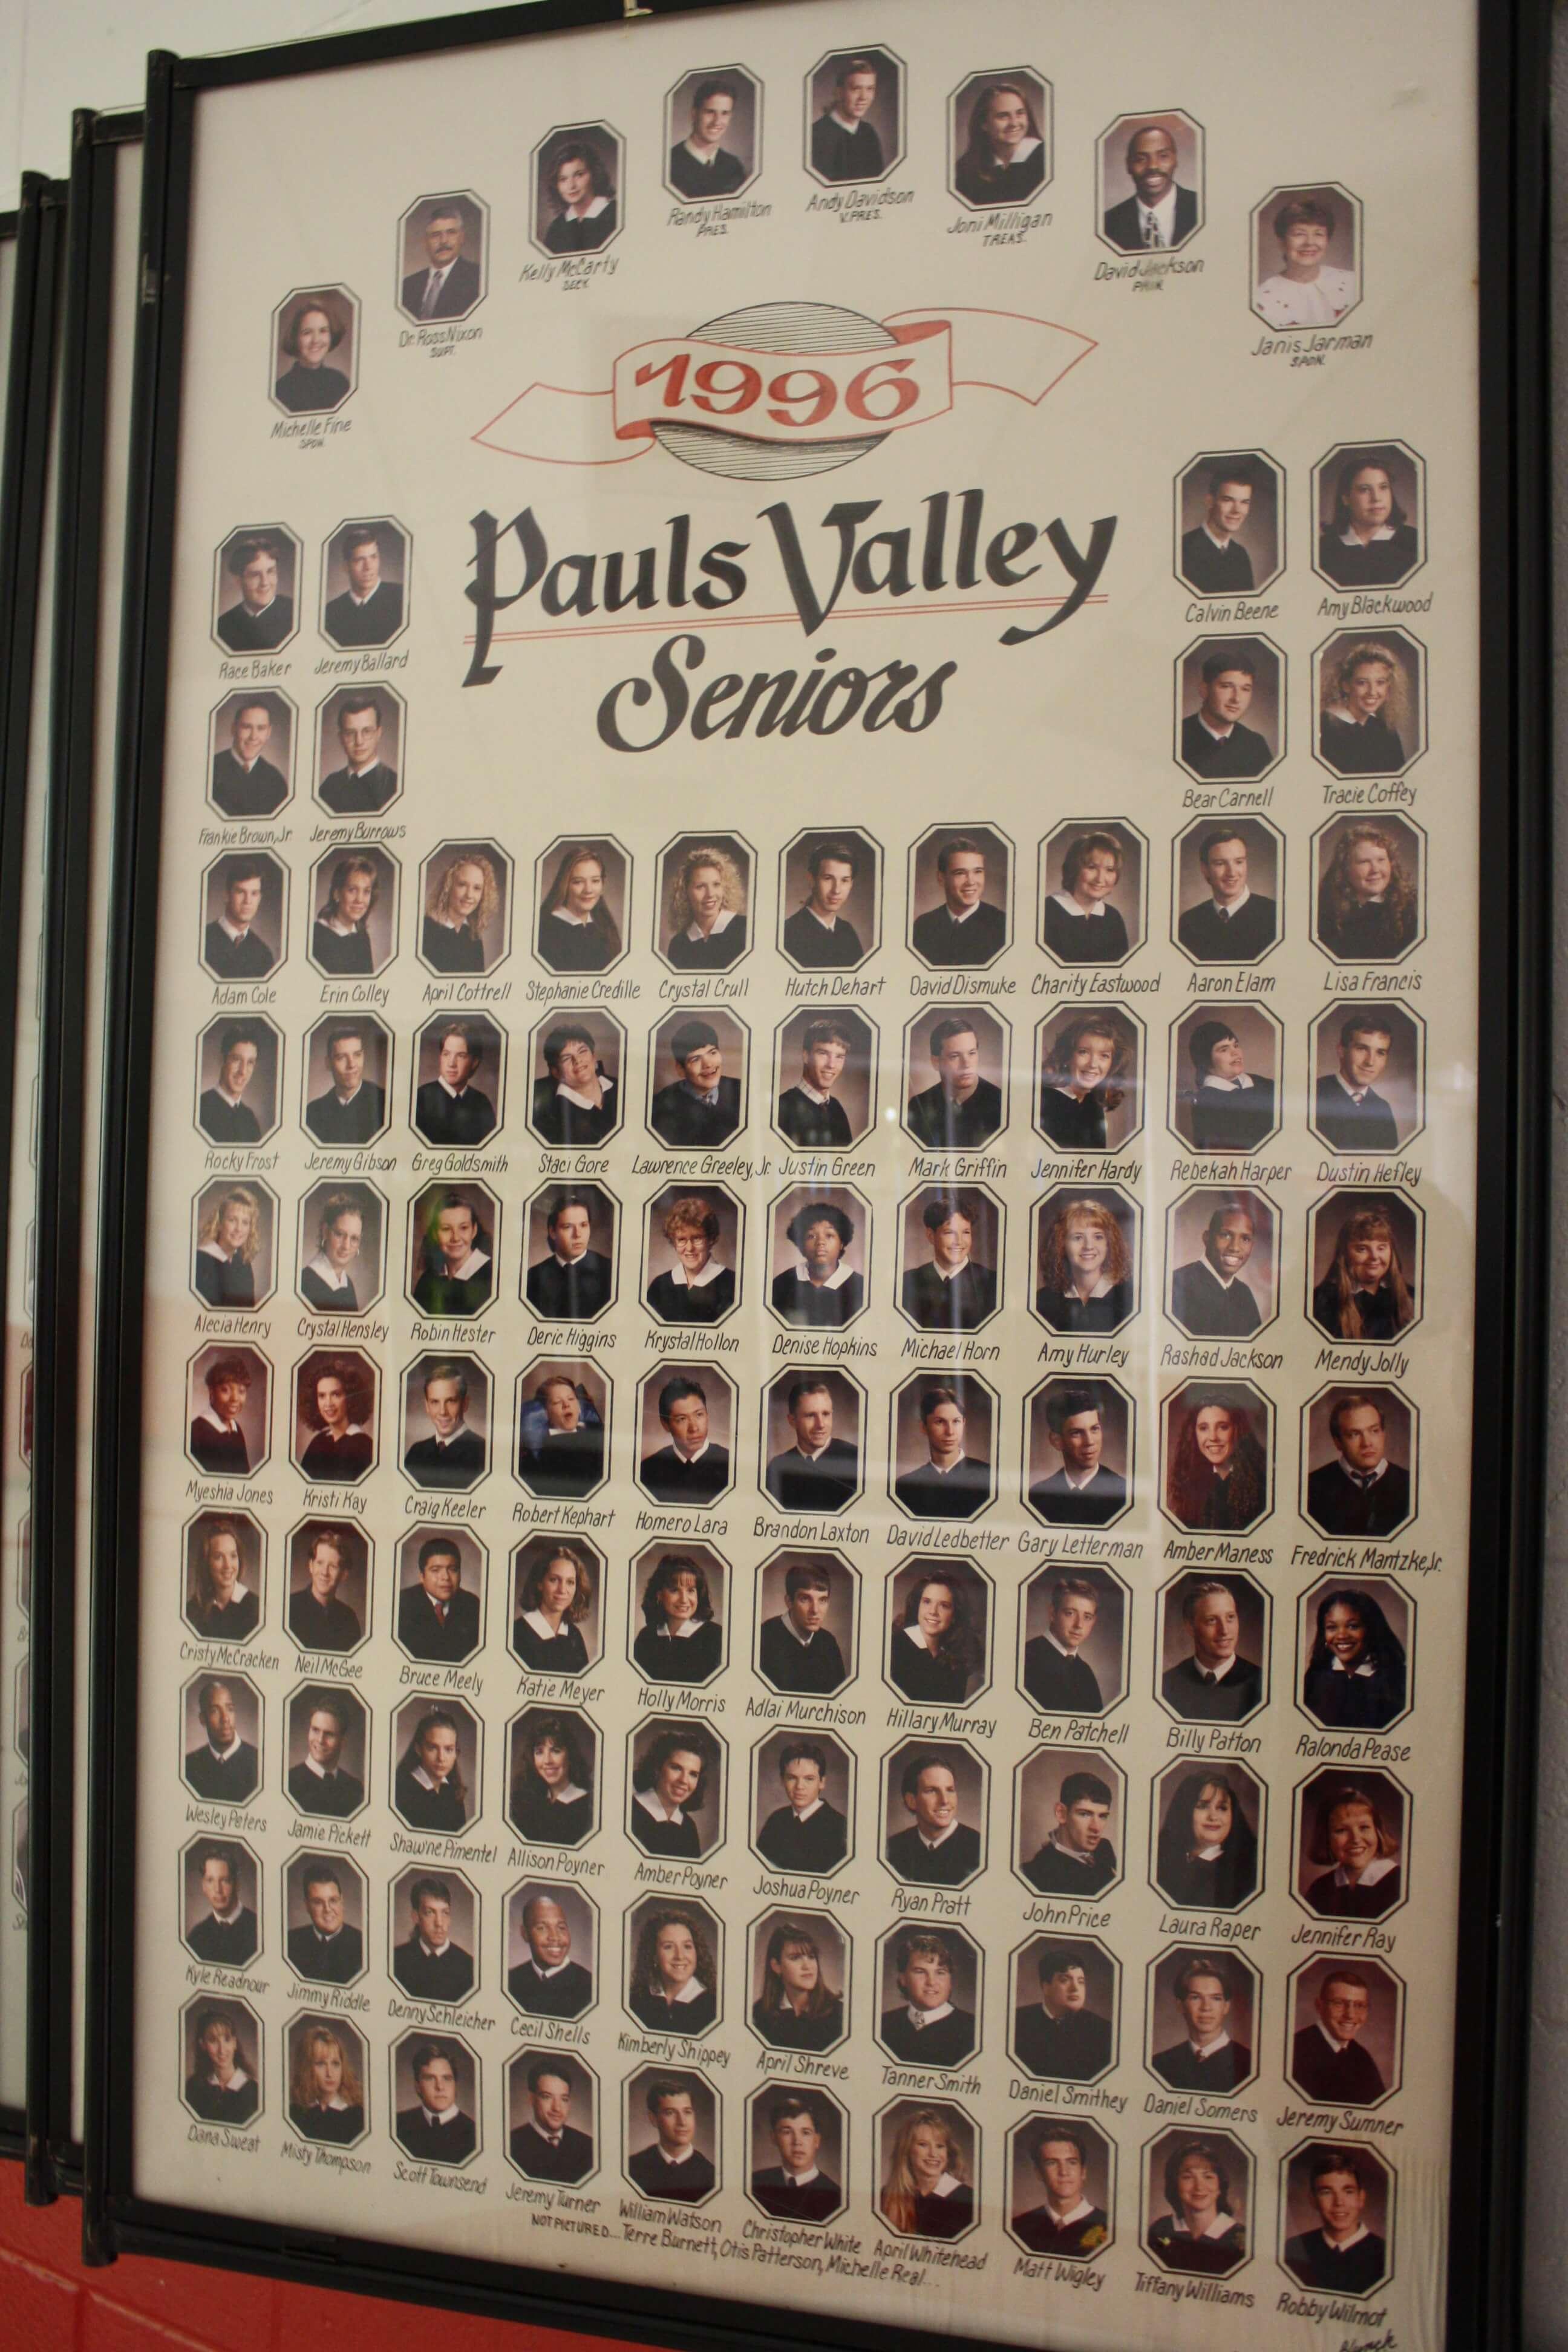 Randy Hamilton
PRES.
Andy Davidson
V. PRES.
Joni Milligan
TREAS.
Kelly McCarty
SECY.
David Jackson
PRIN.
Dr. Ross Nixon
SUPT.
Janis Jarman
SPON.
Michelle Fine
SPON.
1996
Pauls Valley
Seniors
Race Baker Jeremy Ballard Calvin Beene Amy Blackwood
Frankie Brown, Jr. Jeremy Burrows Bear Carnell Tracie Coffey
Adam Cole Erin Colley April Cottrell Stephanie Credille Crystal Crull Hutch Dehart David Dismuke Charity Eastwood Aaron Elam Lisa Francis
Rocky Frost Jeremy Gibson Greg Goldsmith Staci Gore Lawrence Greeley, Jr. Justin Green Mark Griffin Jennifer Hardy Rebekah Harper Dustin Hefley
Alecia Henry Crystal Hensley Robin Hester Deric Higgins Krystal Hollon Denise Hopkins Michael Horn Amy Hurley Rashad Jackson Mendy Jolly
Myeshia Jones Kristi Kay Craig Keeler Robert Kephart Homero Lara Brandon Laxton David Ledbetter Gary Letterman Amber Maness Fredrick Mantzke, Jr.
Cristy McCracken Neil McGee Bruce Meely Katie Meyer Holly Morris Adlai Murchison Hillary Murray Ben Patchell Billy Patton Ralonda Pease
Wesley Peters Jamie Pickett Shawne Pimentel Allison Poyner Amber Poyner Joshua Poyner Ryan Pratt John Price Laura Raper Jennifer Ray
Kyle Readnour Jimmy Riddle Denny Schleicher Cecil Shells Kimberly Shippey April Shreve Tanner Smith Daniel Smithey Daniel Somers Jeremy Sumner
Dana Sweat Misty Thompson Scott Townsend Jeremy Turner William Watson Christopher White April Whitehead Matt Wigley Tiffany Williams Robby Wilmot
NOT PICTURED... Terre Burnett, Otis Patterson, Michelle Real...